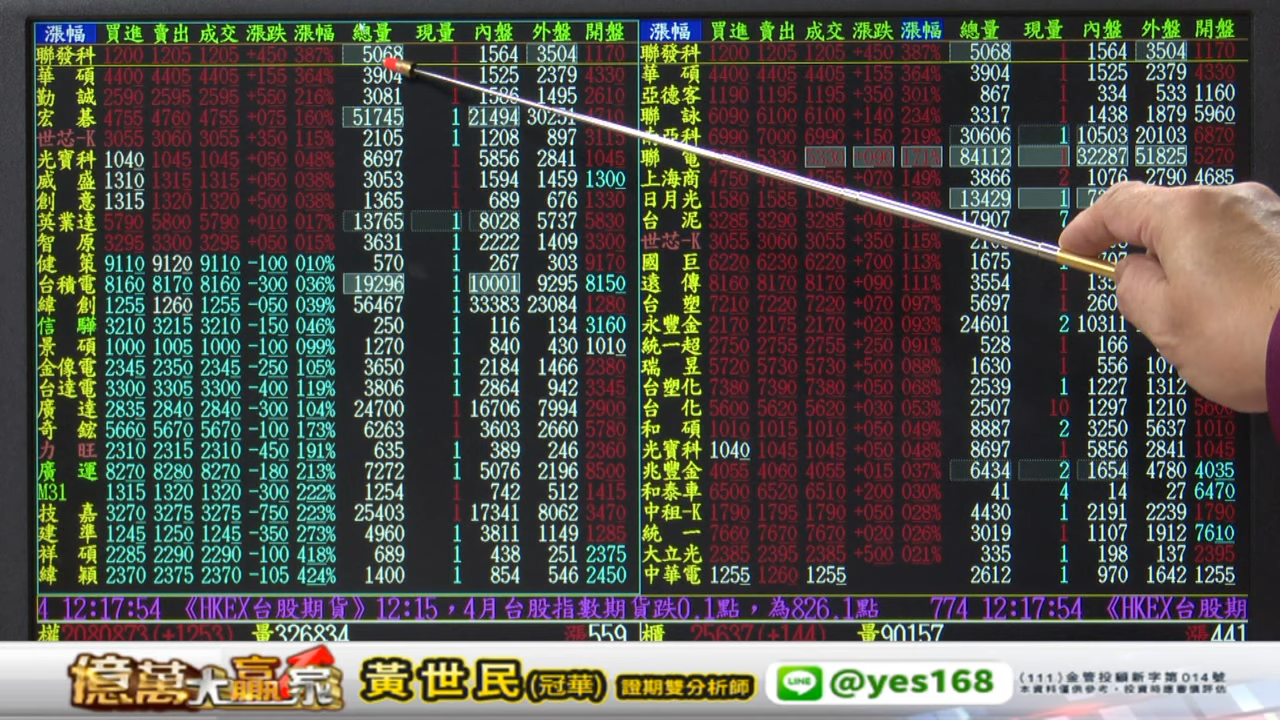 漲幅 買進 賣出 成交 漲跌 漲幅 總量 現量 內盤 外盤 開盤
聯發科 1200 1205 1205 +450 387% 5068 1 1564 3504 1170
華碩 4400 4405 4405 +155 364% 3904 1 1525 2379 4330
勤誠 2590 2595 2595 +550 216% 3081 1 1586 1495 2610
宏碁 4755 4760 4755 +075 160% 51745 1 21494 30251 4710
世芯-K 3055 3060 3055 +350 115% 2105 1 1208 897 3115
光寶科 1040 1045 1045 +050 048% 8697 1 5856 2841 1045
威盛 1310 1315 1315 +050 038% 3053 1 1594 1459 1300
創意 1315 1320 1320 +500 038% 1365 1 689 676 1330
英業達 5790 5800 5790 +010 017% 13765 1 8028 5737 5830
智原 3295 3300 3295 +050 015% 3631 1 2222 1409 3300
健策 9110 9120 9110 -100 010% 570 1 267 303 9170
台積電 8160 8170 8160 -300 036% 19296 1 10001 9295 8150
緯創 1255 1260 1255 -050 039% 56467 1 33383 23084 1280
信驊 3210 3215 3210 -150 046% 250 1 116 134 3160
景碩 1000 1005 1000 -100 099% 1270 1 840 430 1010
金像電 2345 2350 2345 -250 105% 3650 1 2184 1466 2380
台達電 3300 3305 3300 -400 119% 3806 1 2864 942 3345
廣達 2835 2840 2840 -300 104% 24700 1 16706 7994 2900
奇鋐 5660 5670 5670 -100 173% 6263 1 3603 2660 5780
力旺 2310 2315 2315 -450 191% 635 1 389 246 2360
廣運 8270 8280 8270 -180 213% 7272 1 5076 2196 8500
M31 1315 1320 1320 -300 222% 1254 1 742 512 1415
技嘉 3270 3275 3275 -750 223% 25403 1 17341 8062 3470
建準 1245 1250 1245 -350 273% 4960 1 3811 1149 1285
祥碩 2285 2290 2290 -100 418% 689 1 438 251 2375
緯穎 2370 2375 2370 -105 424% 1400 1 854 546 2450
漲幅 買進 賣出 成交 漲跌 漲幅 總量 現量 內盤 外盤 開盤
聯發科 1200 1205 1205 +450 387% 5068 1 1564 3504 1170
華碩 4400 4405 4405 +155 364% 3904 1 1525 2379 4330
亞德客 1190 1195 1195 +350 301% 867 1 334 533 1160
聯詠 6090 6100 6100 +140 234% 3317 1 1438 1879 5960
南亞科 6990 7000 6990 +150 219% 30606 1 10503 20103 6870
聯電 5330 5330 +090 171% 84112 1 32287 51825 5270
上海商 4750 +070 149% 3866 2 1076 2790 4685
日月光 1580 1585 13429 1
台泥 3285 3290 3285 +040 17907 7
世芯-K 3055 3060 3055 +350 115%
國巨 6220 6230 6220 +700 113% 1675 1
遠傳 8160 8170 8170 +090 111% 3554 1
台塑 7210 7220 7220 +070 097% 5697 1
永豐金 2170 2175 2170 +020 093% 24601 2 10311
統一超 2750 2755 2755 +250 091% 528 1 166
瑞昱 5720 5730 5730 +500 088% 1630 1 556
台塑化 7380 7390 7380 +050 068% 2539 1 1227 1312
台化 5600 5620 5620 +030 053% 2507 10 1297 1210 5600
和碩 1010 1015 1010 +050 049% 8887 2 3250 5637 1010
光寶科 1040 1045 1045 +050 048% 8697 1 5856 2841 1045
兆豐金 4055 4060 4055 +015 037% 6434 2 1654 4780 4035
和泰車 6500 6520 6510 +200 030% 41 4 14 27 6470
中租-K 1790 1795 1790 +050 028% 4430 1 2191 2239 1790
統一 7660 7670 7670 +020 026% 3019 1 1107 1912 7610
大立光 2385 2395 2385 +500 021% 335 1 198 137 2395
中華電 1255 1260 1255 2612 1 970 1642 1255
4 12:17:54 《HKEX台股期貨》12:15，4月台股指數期貨跌0.1點，為826.1點 774 12:17:54 《HKEX台股期
權2080873(+1253) 量326834 漲559 櫃 25637(+144) 量90157 漲441
億萬大贏家 黃世民(冠華) 證期雙分析師 LINE @yes168
(111)金管投顧新字第014號
本資料僅供參考，投資時應審慎評估